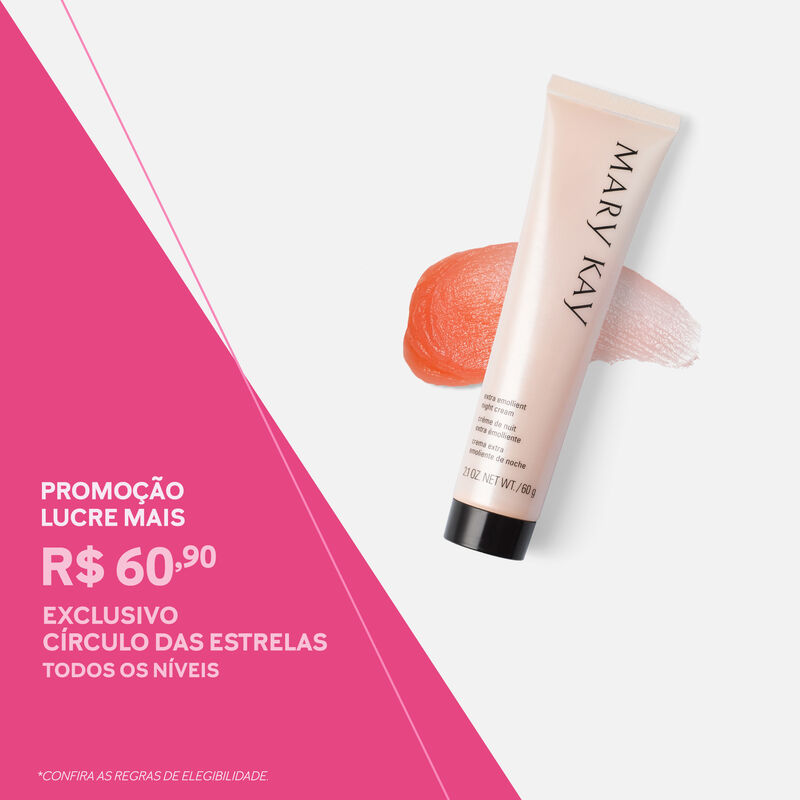 MARY KAY
extra emollient
night cream
crème de nuit
extra émolliente
crema extra
emoliente de noche
2.1 OZ. NET WT. / 60 g
PROMOÇÃO
LUCRE MAIS
R$ 60,90
EXCLUSIVO
CÍRCULO DAS ESTRELAS
TODOS OS NÍVEIS
*CONFIRA AS REGRAS DE ELEGIBILIDADE.